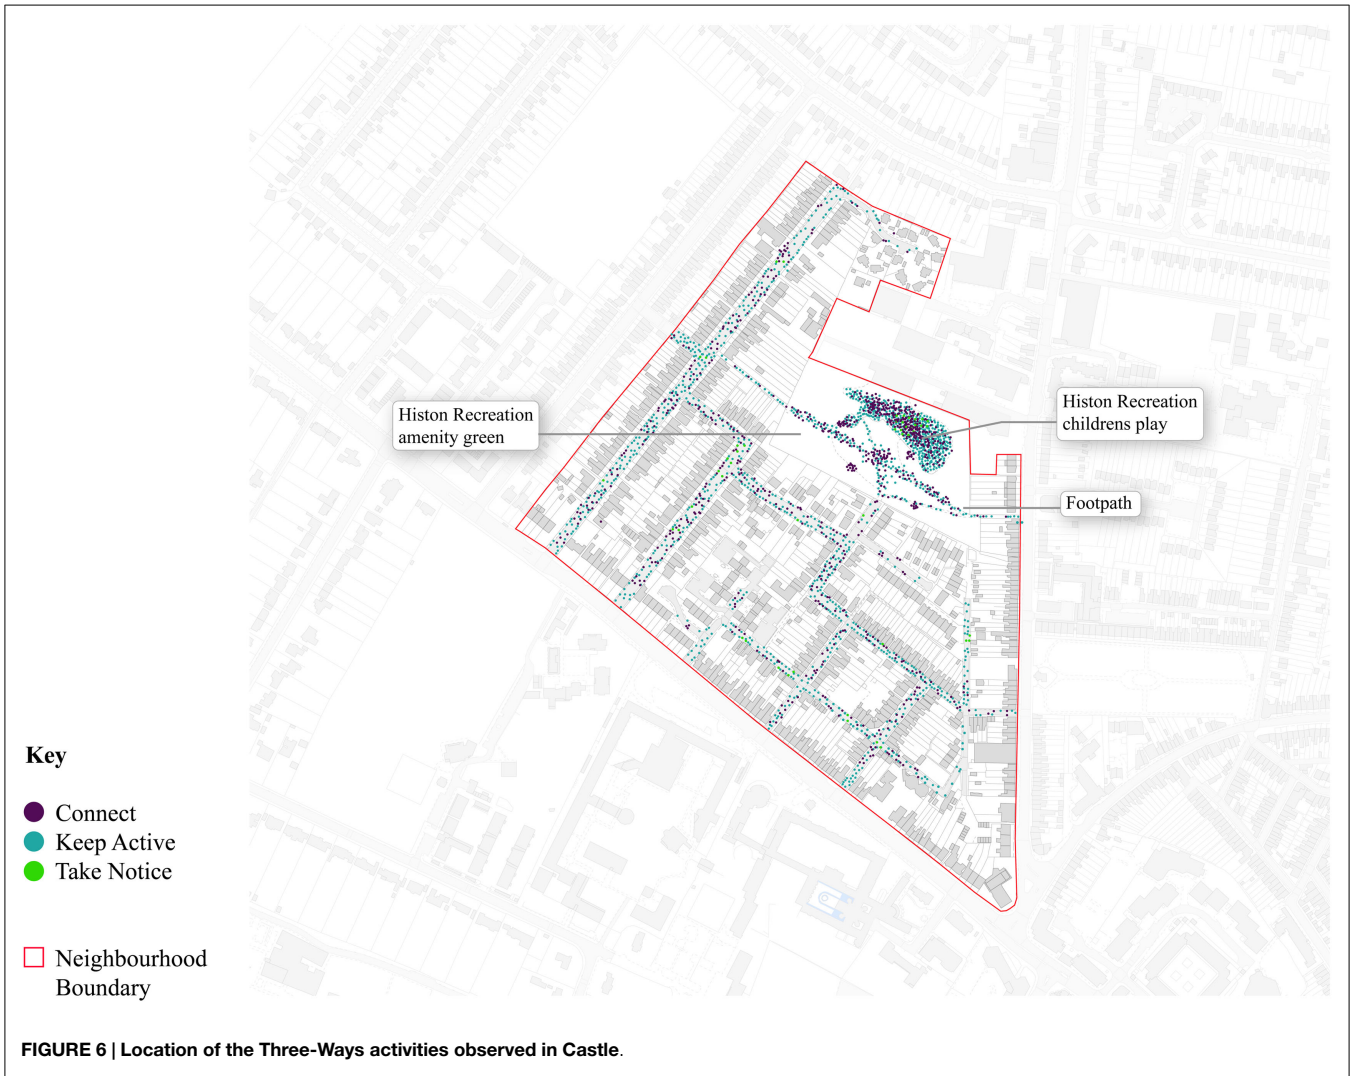 Histon Recreation
amenity green
Histon Recreation
childrens play
Footpath
Key
Connect
Keep Active
Take Notice
Neighbourhood
Boundary
FIGURE 6 | Location of the Three-Ways activities observed in Castle.